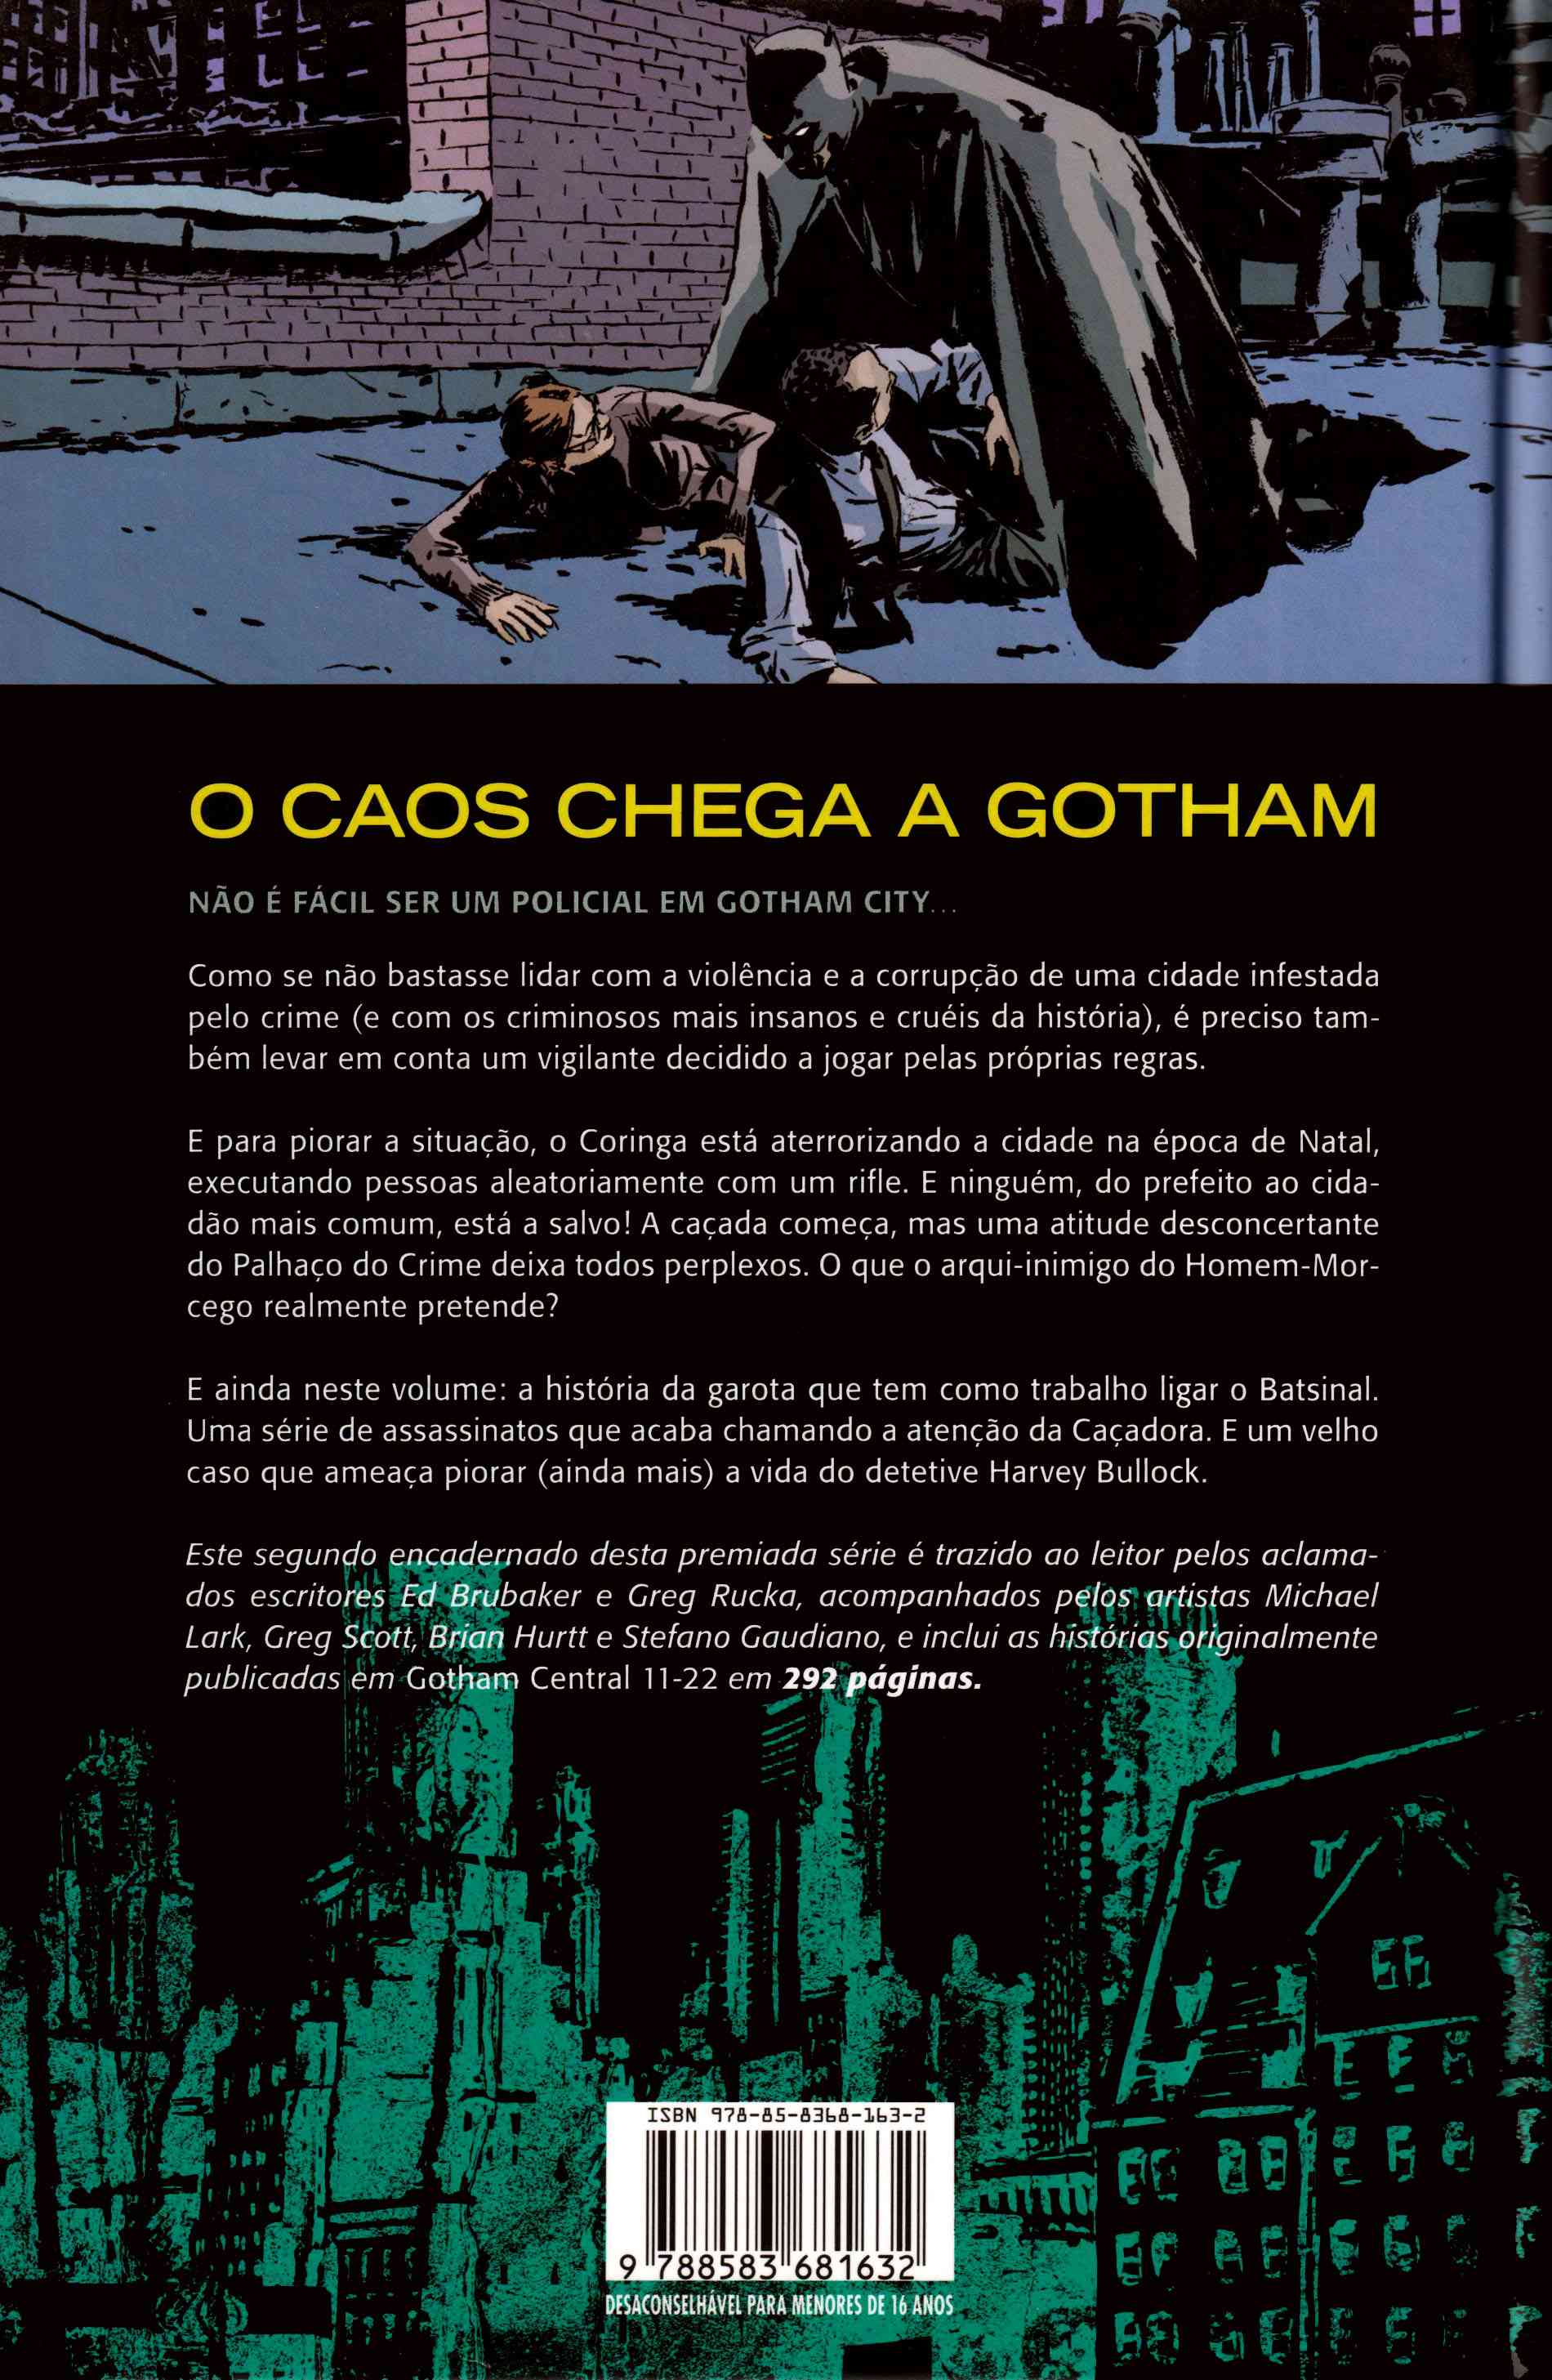 O CAOS CHEGA A GOTHAM
NÃO É FÁCIL SER UM POLICIAL EM GOTHAM CITY...
Como se não bastasse lidar com a violência e a corrupção de uma cidade infestada
pelo crime (e com os criminosos mais insanos e cruéis da história), é preciso tam-
bém levar em conta um vigilante decidido a jogar pelas próprias regras.
E para piorar a situação, o Coringa está aterrorizando a cidade na época de Natal,
executando pessoas aleatoriamente com um rifle. E ninguém, do prefeito ao cida-
dão mais comum, está a salvo! A caçada começa, mas uma atitude desconcertante
do Palhaço do Crime deixa todos perplexos. O que o arqui-inimigo do Homem-Mor-
cego realmente pretende?
E ainda neste volume: a história da garota que tem como trabalho ligar o Batsinal.
Uma série de assassinatos que acaba chamando a atenção da Caçadora. E um velho
caso que ameaça piorar (ainda mais) a vida do detetive Harvey Bullock.
Este segundo encadernado desta premiada série é trazido ao leitor pelos aclama-
dos escritores Ed Brubaker e Greg Rucka, acompanhados pelos artistas Michael
Lark, Greg Scott, Brian Hurtt e Stefano Gaudiano, e inclui as histórias originalmente
publicadas em Gotham Central 11-22 em 292 páginas.
ISBN 978-85-8368-163-2
9 788583 681632
DESACONSELHÁVEL PARA MENORES DE 16 ANOS